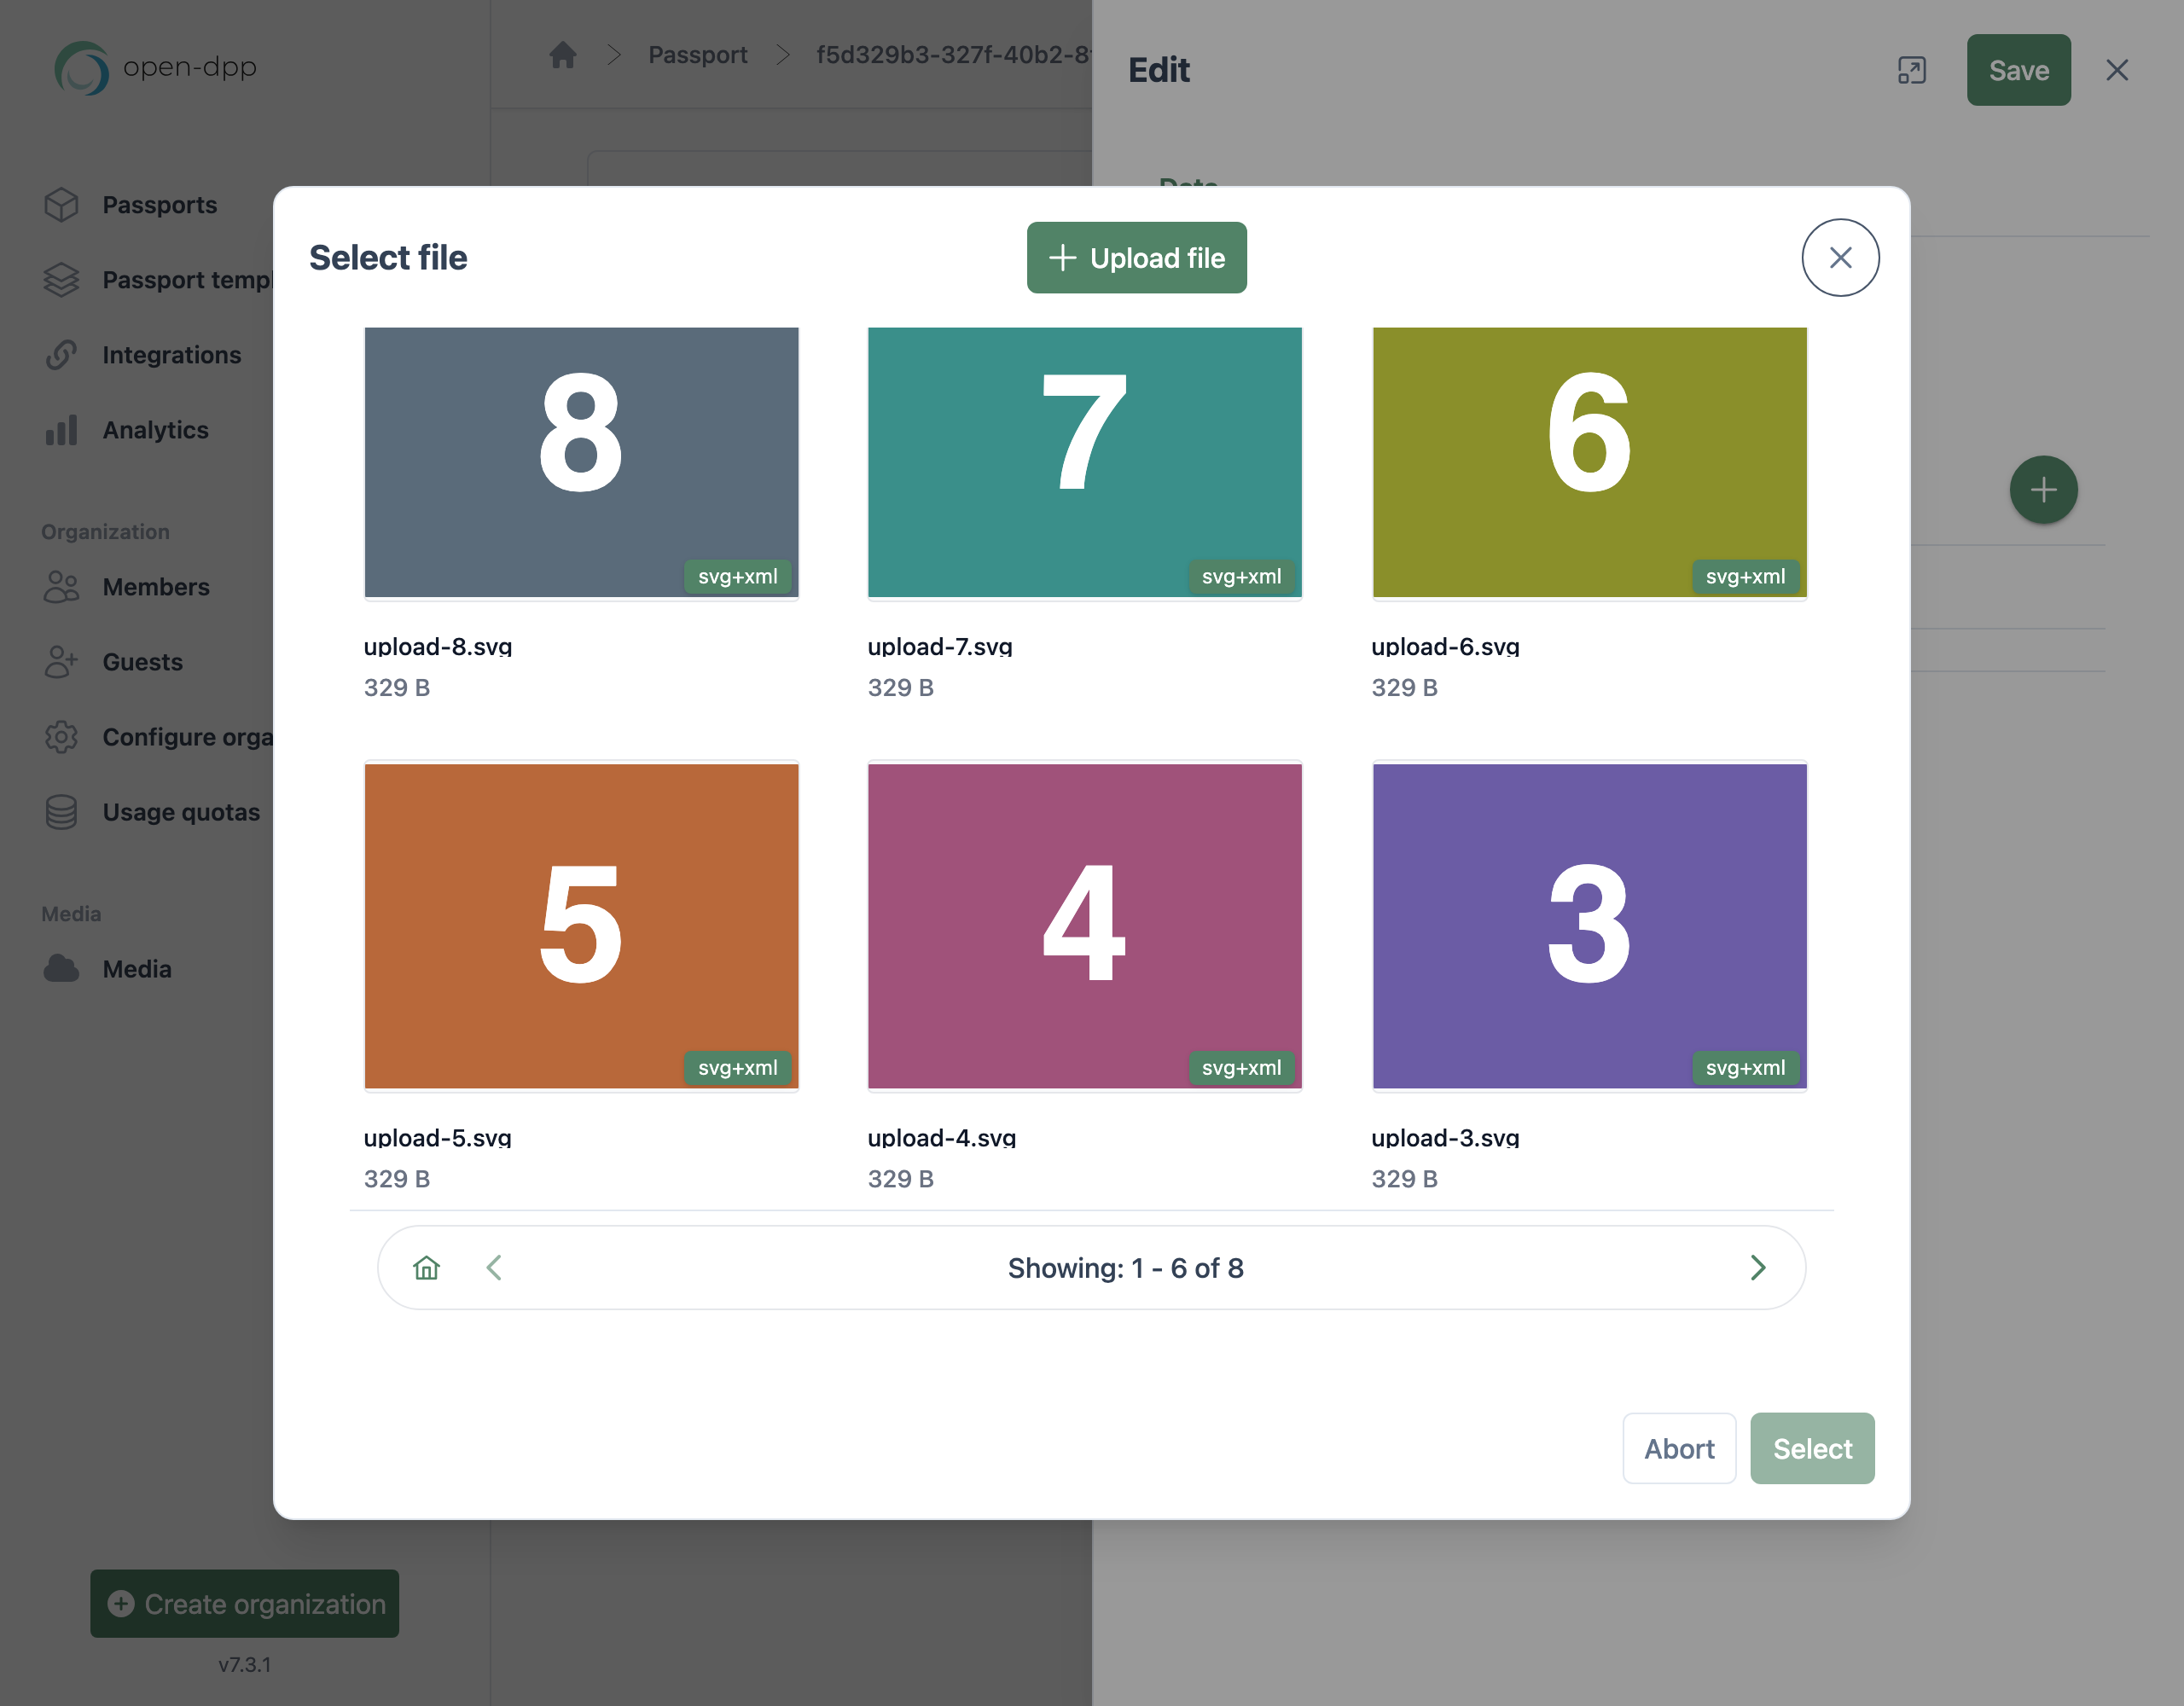 open-dpp
Passport
f5d329b3-327f-40b2-8
Edit
Save
Passports
Select file
Upload file
Passport templ
Integrations
Analytics
8
7
6
svg+xml
svg+xml
svg+xml
Organization
Members
upload-8.svg
upload-7.svg
upload-6.svg
Guests
329 B
329 B
329 B
Configure orga
Usage quotas
5
4
3
Media
Media
svg+xml
svg+xml
svg+xml
upload-5.svg
upload-4.svg
upload-3.svg
329 B
329 B
329 B
Showing: 1 - 6 of 8
Abort
Select
Create organization
v7.3.1